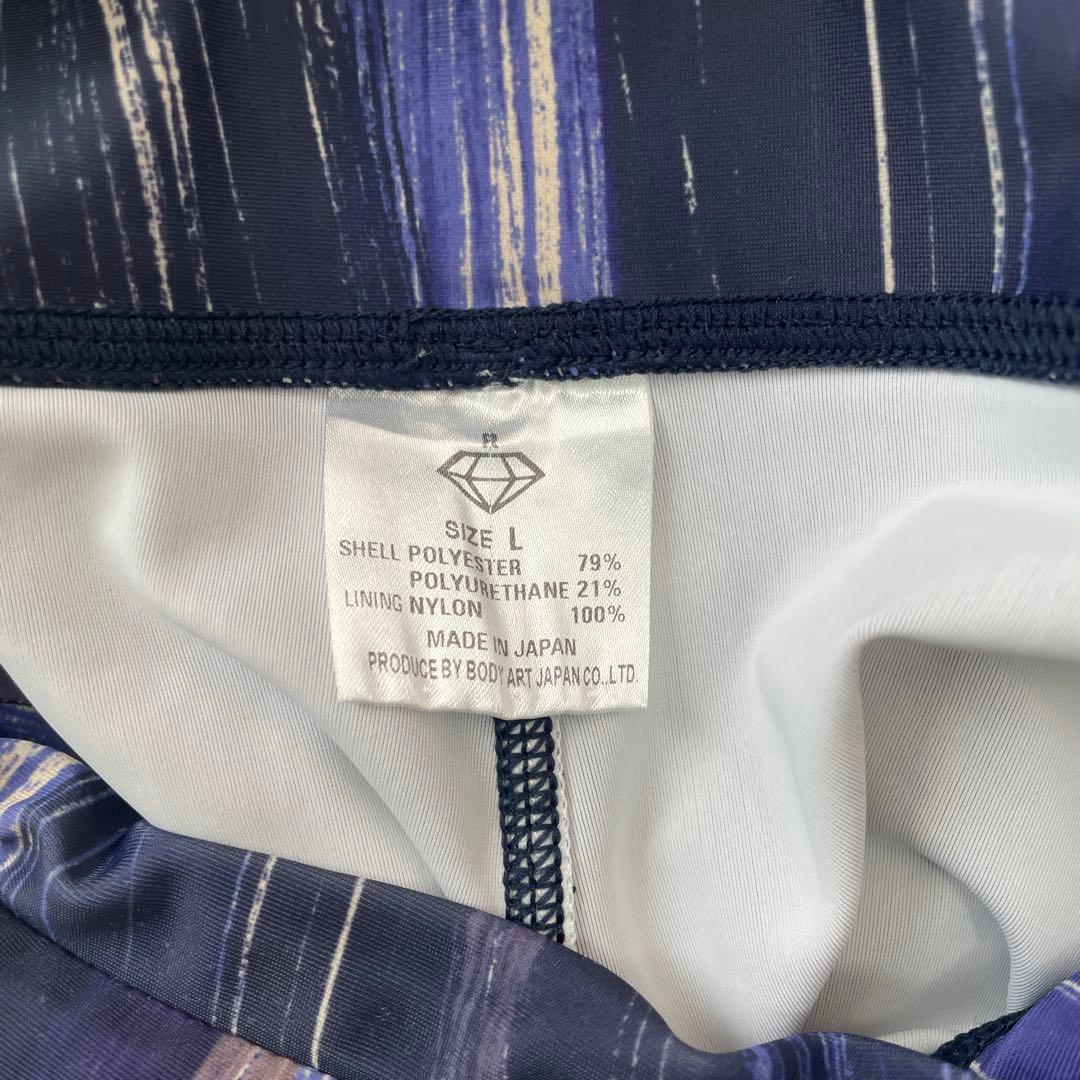 SIZE L
SHELL POLYESTER 79%
POLYURETHANE 21%
LINING NYLON 100%
MADE IN JAPAN
PRODUCE BY BODY ART JAPAN CO.,LTD.